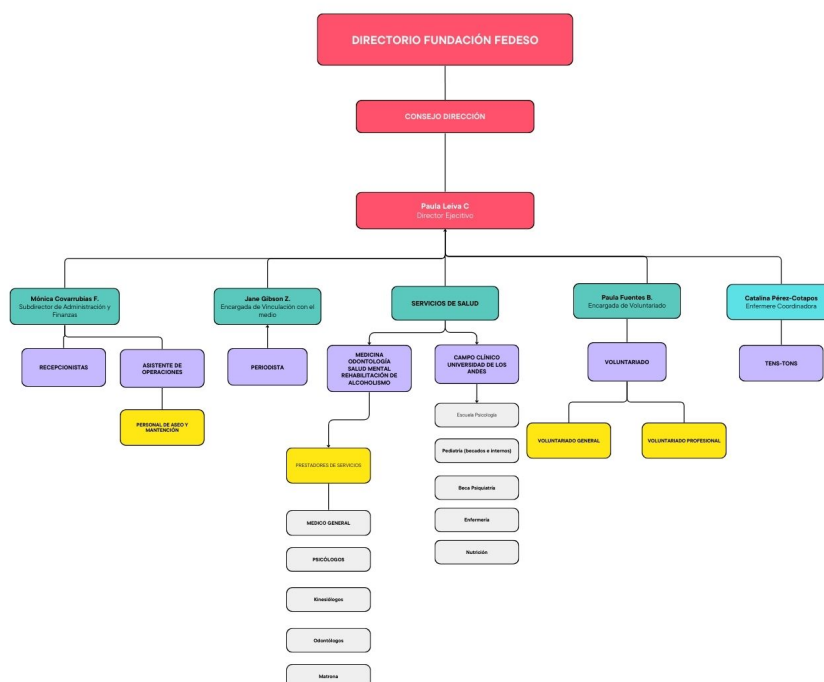 DIRECTORIO FUNDACIÓN FEDESO
CONSEJO DIRECCIÓN
Paula Leiva C
Director Ejecitivo
Mónica Covarrubias F.
Subdirector de Administración y
Finanzas
Jane Gibson Z.
Encargada de Vinculación con el
medio
SERVICIOS DE SALUD
Paula Fuentes B.
Encargada de Voluntariado
Catalina Pérez-Cotapos
Enfermere Coordinadora
RECEPCIONISTAS
ASISTENTE DE
OPERACIONES
PERIODISTA
MEDICINA
ODONTOLOGÍA
SALUD MENTAL
REHABILITACIÓN DE
ALCOHOLISMO
CAMPO CLÍNICO
UNIVERSIDAD DE LOS
ANDES
VOLUNTARIADO
TENS-TONS
PERSONAL DE ASEO Y
MANTENCIÓN
PRESTADORES DE SERVICIOS
Escuela Psicología
VOLUNTARIADO GENERAL
VOLUNTARIADO PROFESIONAL
Pediatría (becados e internos)
Beca Psiquiatría
Enfermería
Nutrición
MEDICO GENERAL
PSICÓLOGOS
Kinesiólogos
Odontólogos
Matrona